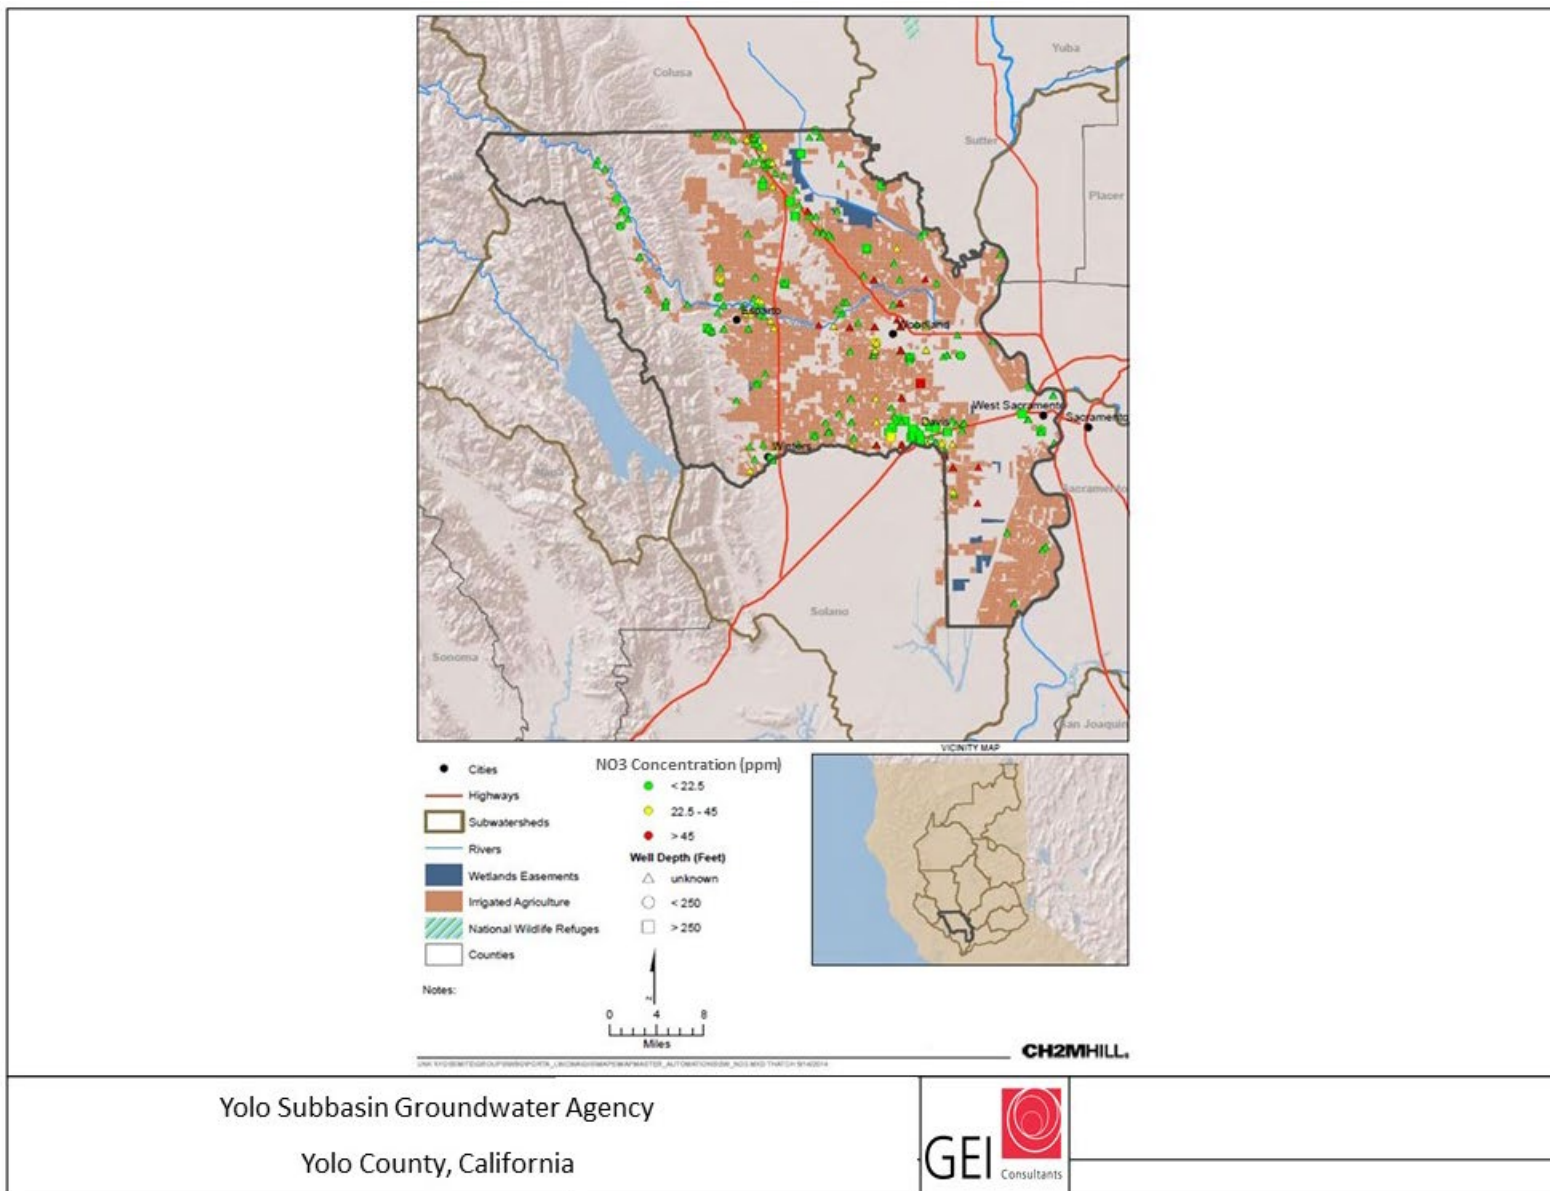 Colusa
Yuba
Sutter
Placer
Esparto
Woodland
West Sacramento
Sacramento
Davis
Winters
Napa
Sacramento
Solano
Sonoma
San Joaquin
VICINITY MAP
Cities
Highways
Subwatersheds
Rivers
Wetlands Easements
Irrigated Agriculture
National Wildlife Refuges
Counties
Notes:
NO3 Concentration (ppm)
< 22.5
22.5 - 45
> 45
Well Depth (Feet)
unknown
< 250
> 250
N
0 4 8
Miles
CH2MHILL®
Yolo Subbasin Groundwater Agency
Yolo County, California
GEI Consultants